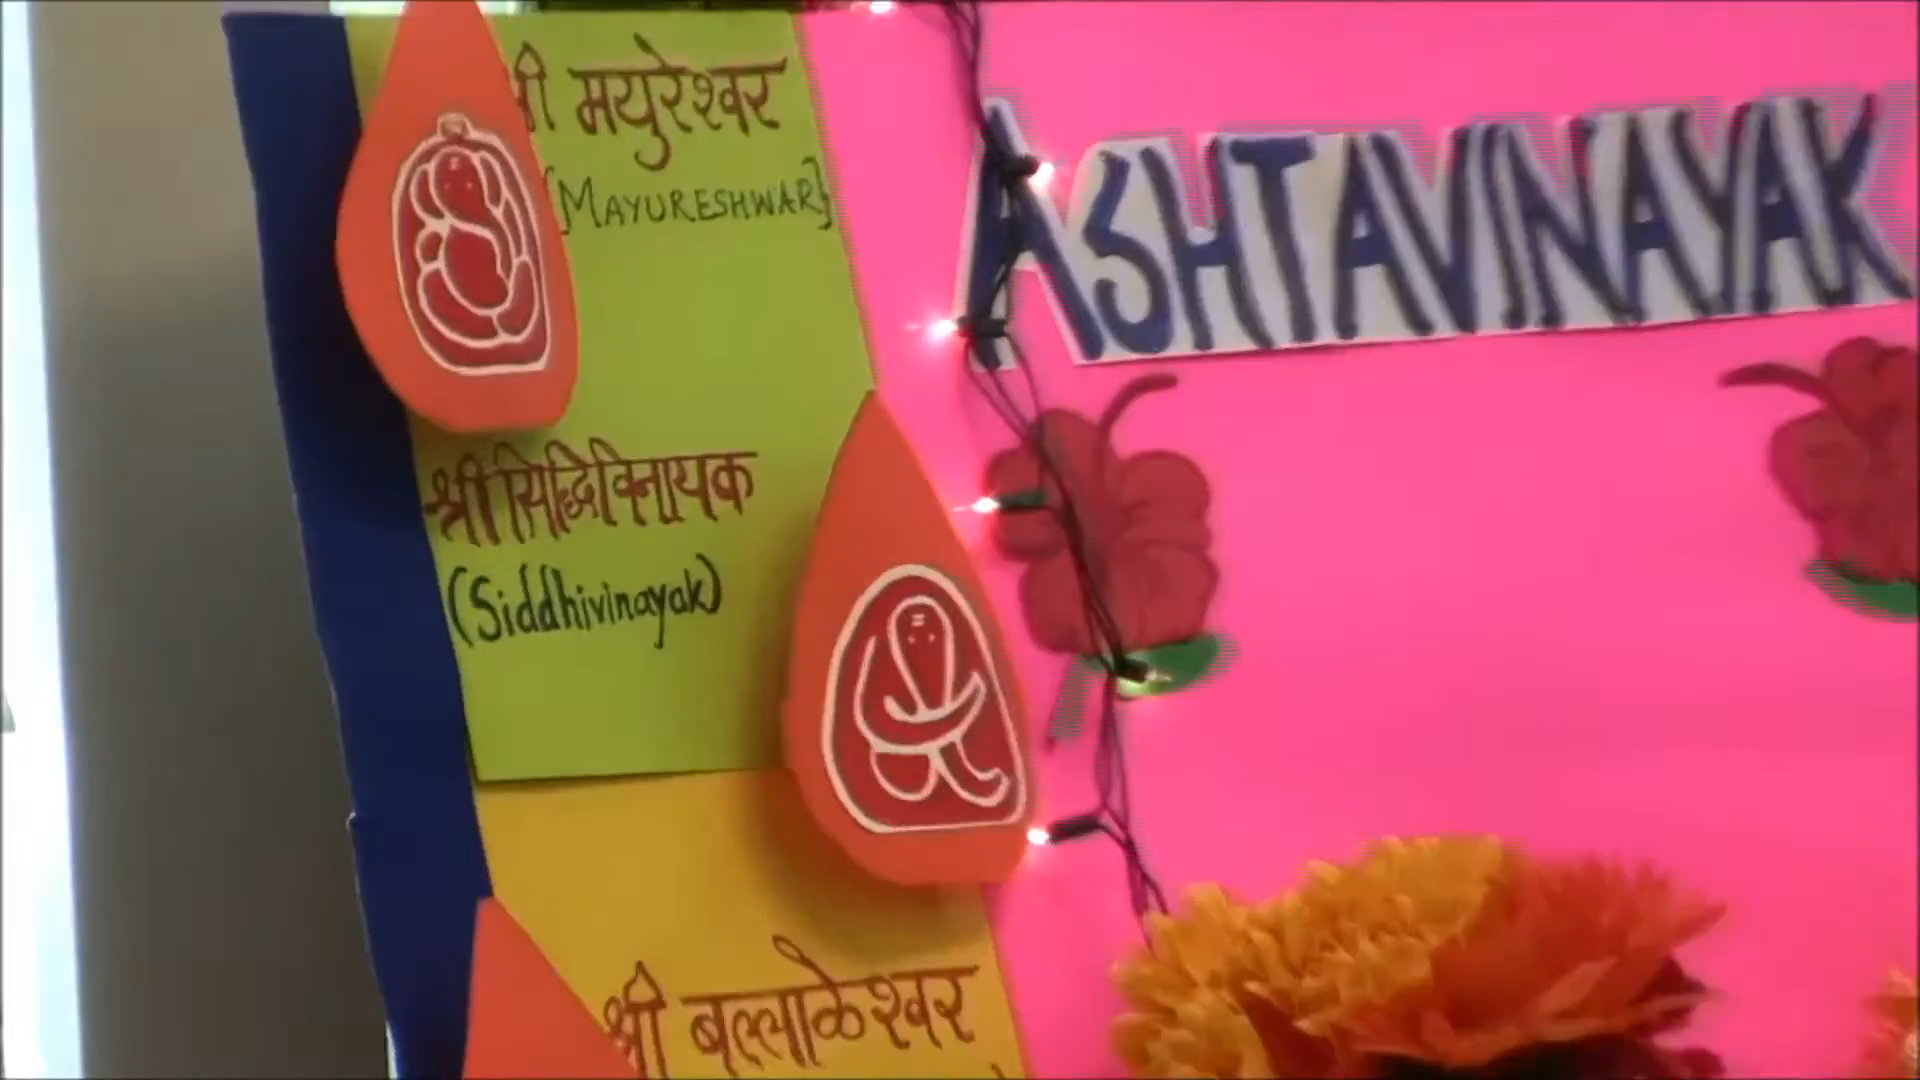 श्री मयुरेश्वर
[MAYURESHWAR]
ASHTAVINAYAK
श्री सिद्धिविनायक
(Siddhivinayak)
श्री बल्लाळेश्वर